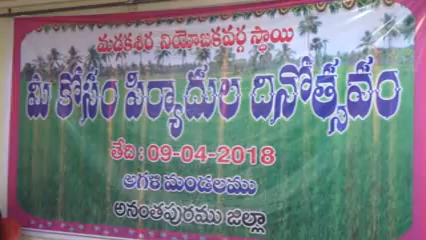 మడకశిర నియోజకవర్గ స్థాయి
మీ కోసం పిర్యాదుల దినోత్సవం
తేది : 09-04-2018
అగళి మండలము
అనంతపురము జిల్లా